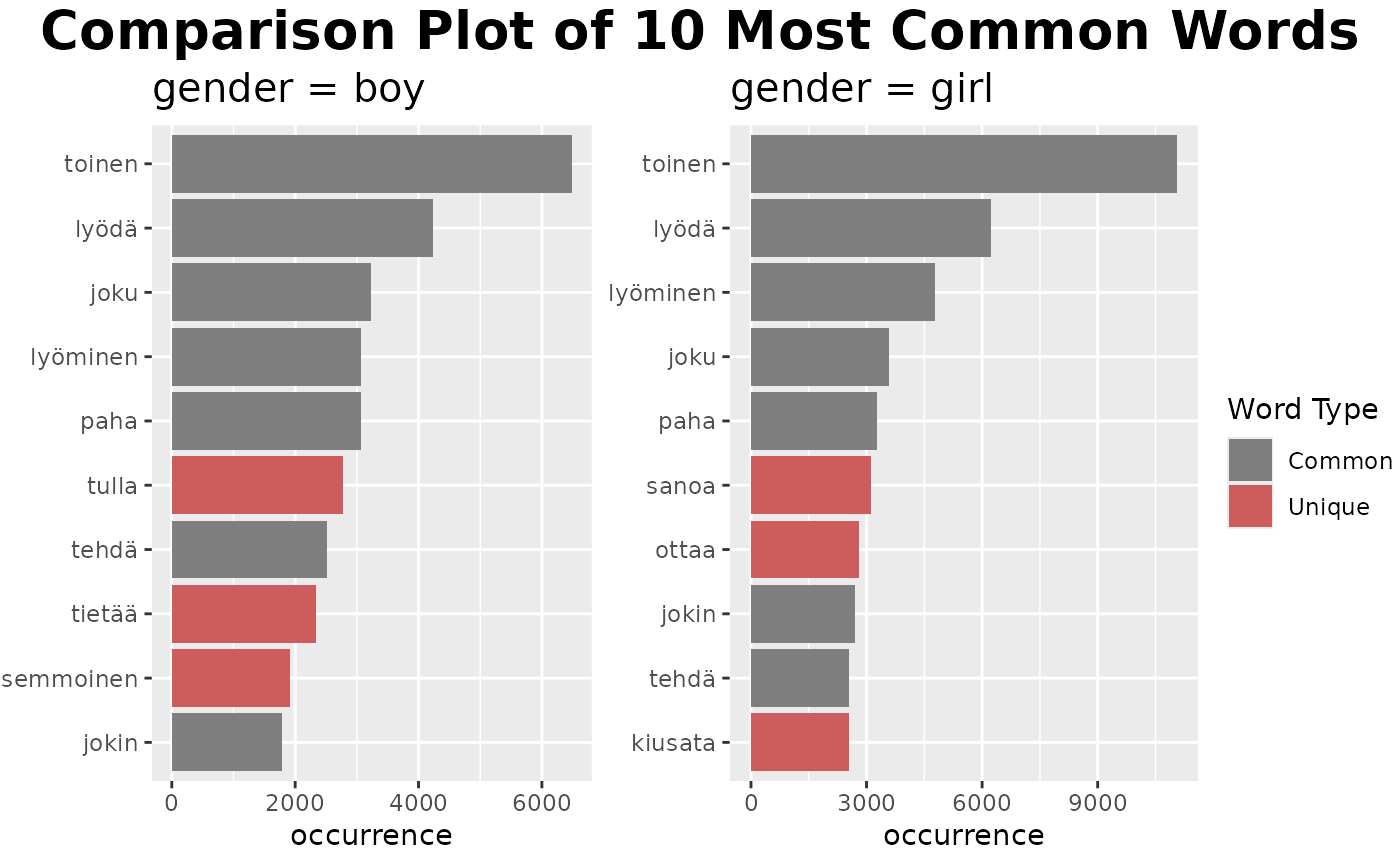 Comparison Plot of 10 Most Common Words
gender = boy
toinen
lyödä
joku
lyöminen
paha
tulla
tehdä
tietää
semmoinen
jokin
0 2000 4000 6000
occurrence
gender = girl
toinen
lyödä
lyöminen
joku
paha
sanoa
ottaa
jokin
tehdä
kiusata
0 3000 6000 9000
occurrence
Word Type
Common
Unique